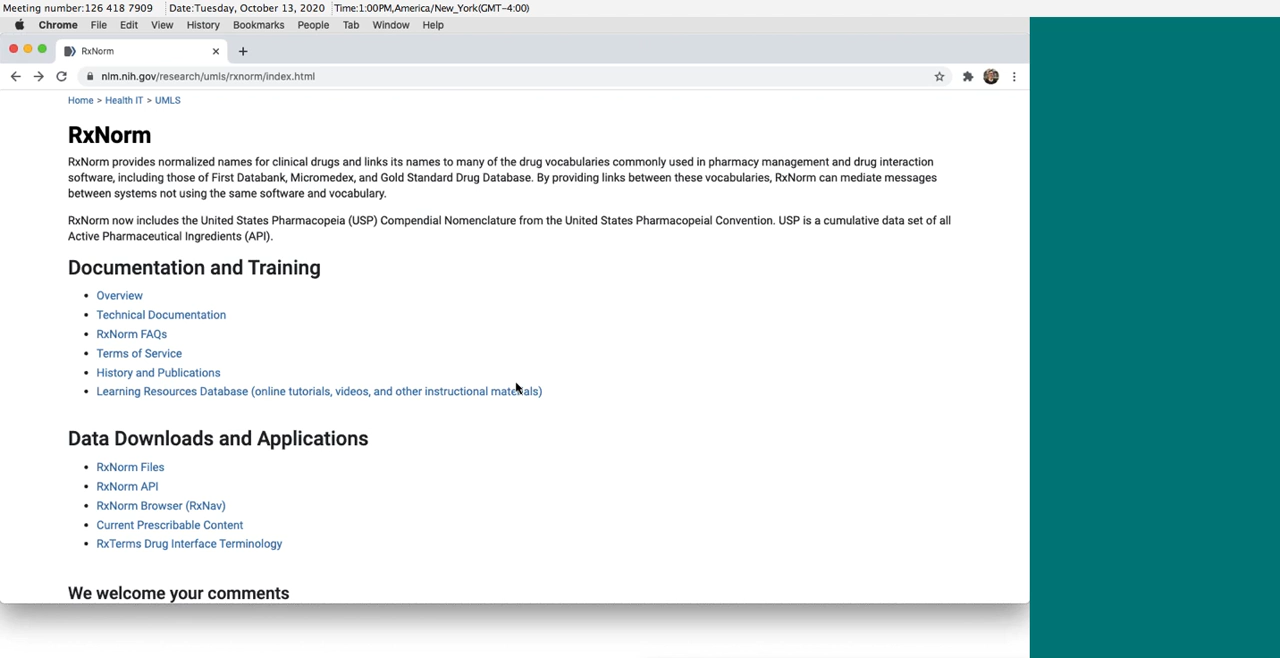 Meeting number:126 418 7909 Date:Tuesday, October 13, 2020 Time:1:00PM,America/New_York(GMT-4:00)
Chrome File Edit View History Bookmarks People Tab Window Help
RxNorm
nlm.nih.gov/research/umls/rxnorm/index.html
Home > Health IT > UMLS
RxNorm
RxNorm provides normalized names for clinical drugs and links its names to many of the drug vocabularies commonly used in pharmacy management and drug interaction
software, including those of First Databank, Micromedex, and Gold Standard Drug Database. By providing links between these vocabularies, RxNorm can mediate messages
between systems not using the same software and vocabulary.
RxNorm now includes the United States Pharmacopeia (USP) Compendial Nomenclature from the United States Pharmacopeial Convention. USP is a cumulative data set of all
Active Pharmaceutical Ingredients (API).
Documentation and Training
• Overview
• Technical Documentation
• RxNorm FAQs
• Terms of Service
• History and Publications
• Learning Resources Database (online tutorials, videos, and other instructional materials)
Data Downloads and Applications
• RxNorm Files
• RxNorm API
• RxNorm Browser (RxNav)
• Current Prescribable Content
• RxTerms Drug Interface Terminology
We welcome your comments